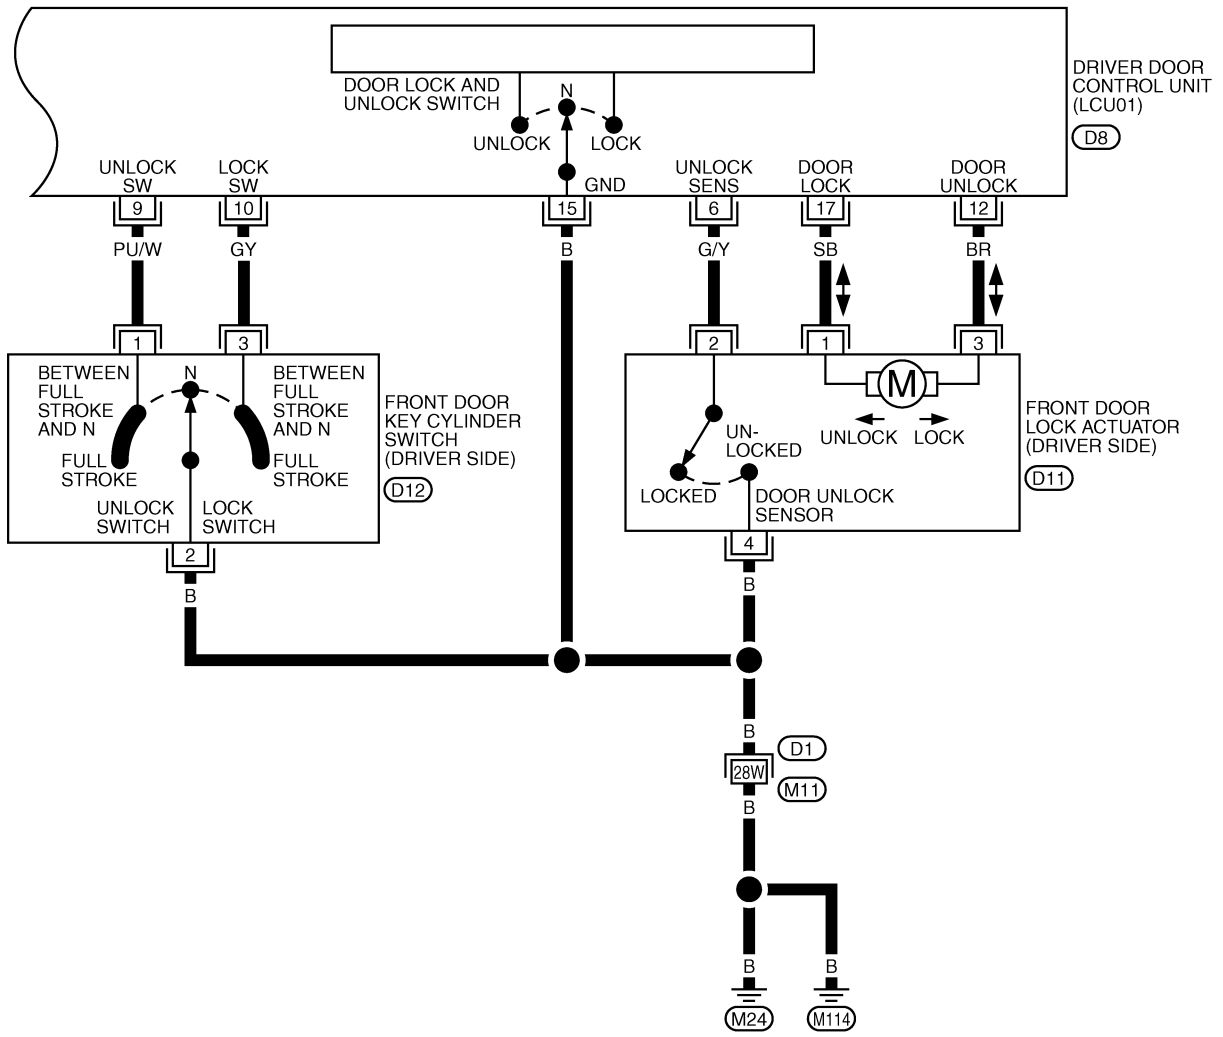 DOOR LOCK AND
UNLOCK SWITCH
N
UNLOCK
LOCK
DRIVER DOOR
CONTROL UNIT
(LCU01)
D8
UNLOCK
SW
LOCK
SW
GND
UNLOCK
SENS
DOOR
LOCK
DOOR
UNLOCK
9
10
15
6
17
12
PU/W
GY
B
G/Y
SB
BR
1
3
2
1
3
BETWEEN
FULL
STROKE
AND N
N
BETWEEN
FULL
STROKE
AND N
FULL
STROKE
FULL
STROKE
UNLOCK
SWITCH
LOCK
SWITCH
FRONT DOOR
KEY CYLINDER
SWITCH
(DRIVER SIDE)
D12
M
UNLOCK
LOCK
UN-
LOCKED
LOCKED
DOOR UNLOCK
SENSOR
FRONT DOOR
LOCK ACTUATOR
(DRIVER SIDE)
D11
2
4
B
B
B
D1
28W
M11
B
B
B
M24
M114